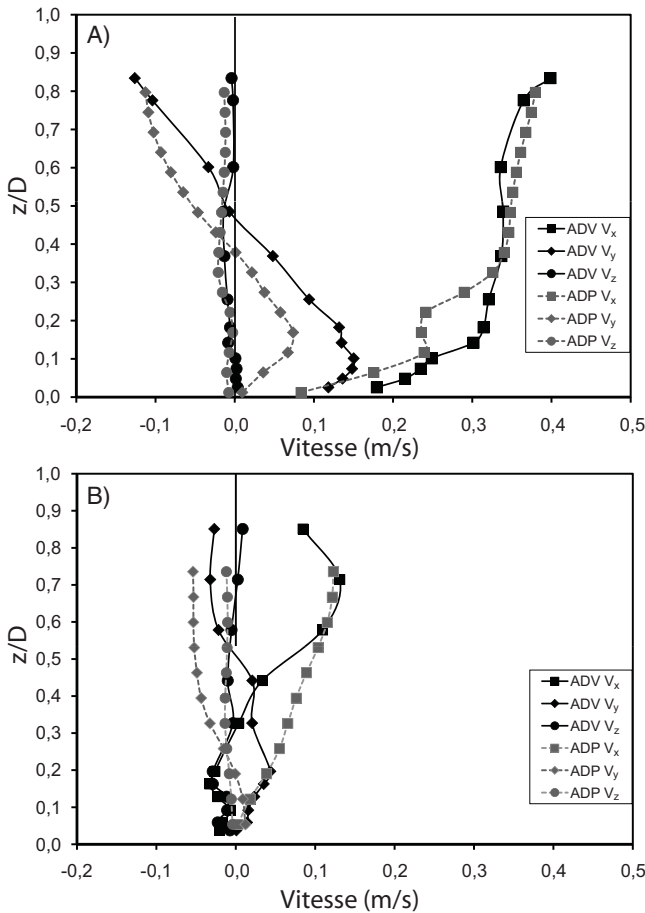 A)
z/D
1,0
0,9
0,8
0,7
0,6
0,5
0,4
0,3
0,2
0,1
0,0
ADV Vx
ADV Vy
ADV Vz
ADP Vx
ADP Vy
ADP Vz
-0,2 -0,1 0,0 0,1 0,2 0,3 0,4 0,5
Vitesse (m/s)
B)
z/D
1,0
0,9
0,8
0,7
0,6
0,5
0,4
0,3
0,2
0,1
0,0
ADV Vx
ADV Vy
ADV Vz
ADP Vx
ADP Vy
ADP Vz
-0,2 -0,1 0,0 0,1 0,2 0,3 0,4 0,5
Vitesse (m/s)